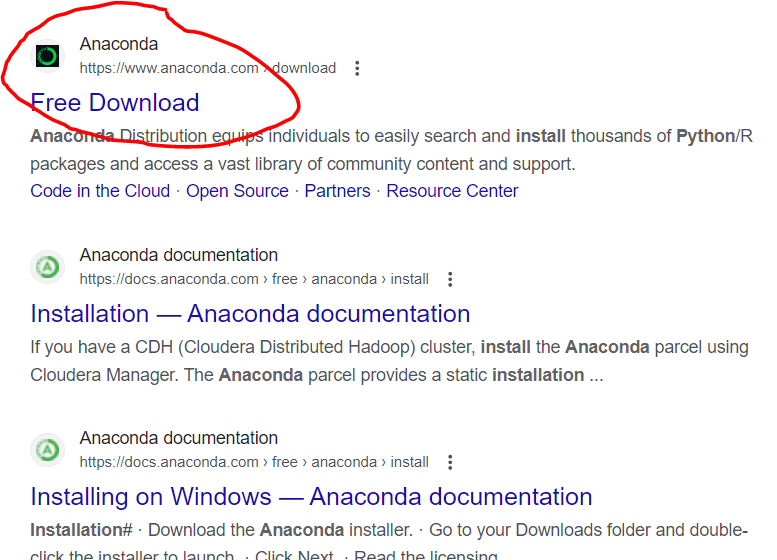 Anaconda
https://www.anaconda.com › download
Free Download
Anaconda Distribution equips individuals to easily search and install thousands of Python/R
packages and access a vast library of community content and support.
Code in the Cloud · Open Source · Partners · Resource Center
Anaconda documentation
https://docs.anaconda.com › free › anaconda › install
Installation — Anaconda documentation
If you have a CDH (Cloudera Distributed Hadoop) cluster, install the Anaconda parcel using
Cloudera Manager. The Anaconda parcel provides a static installation ...
Anaconda documentation
https://docs.anaconda.com › free › anaconda › install
Installing on Windows — Anaconda documentation
Installation# · Download the Anaconda installer. · Go to your Downloads folder and double-
click the installer to launch. · Click Next. · Read the licensing